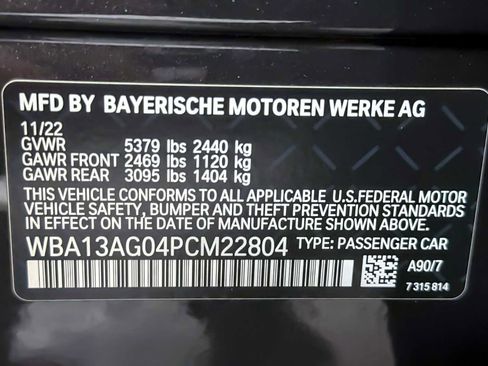 MFD BY BAYERISCHE MOTOREN WERKE AG
11/22
GVWR 5379 lbs 2440 kg
GAWR FRONT 2469 lbs 1120 kg
GAWR REAR 3095 lbs 1404 kg
THIS VEHICLE CONFORMS TO ALL APPLICABLE U.S.FEDERAL MOTOR
VEHICLE SAFETY, BUMPER AND THEFT PREVENTION STANDARDS
IN EFFECT ON THE DATE OF MANUFACTURE SHOWN ABOVE.
WBA13AG04PCM22804 TYPE: PASSENGER CAR
A90/7
7 315 814